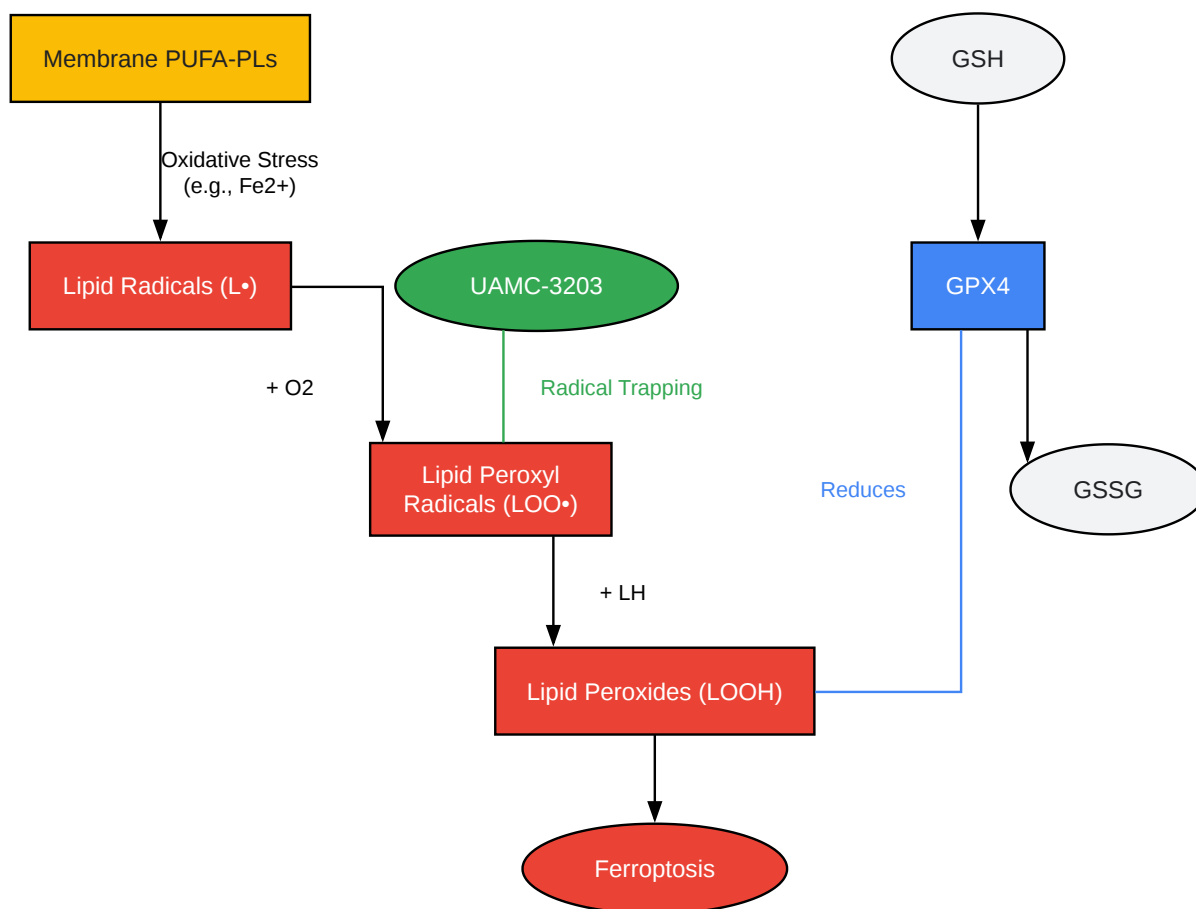 Membrane PUFA-PLs
GSH
Oxidative Stress
(e.g., Fe2+)
Lipid Radicals (L•)
UAMC-3203
GPX4
+ O2
Radical Trapping
Lipid Peroxyl
Radicals (LOO•)
Reduces
GSSG
+ LH
Lipid Peroxides (LOOH)
Ferroptosis